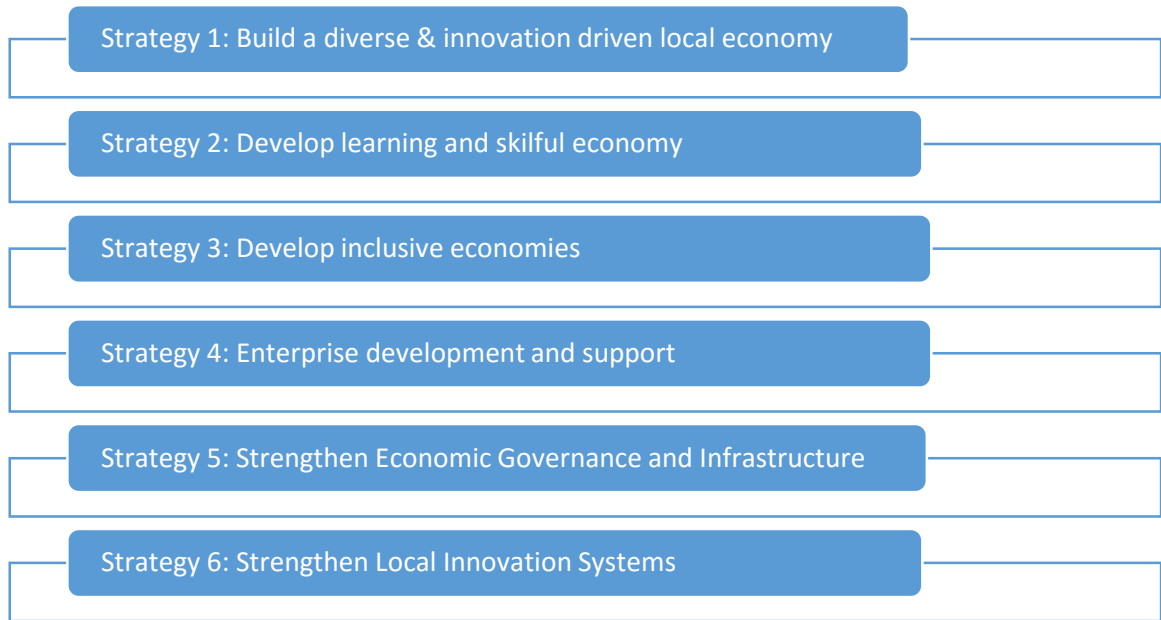 Strategy 1: Build a diverse & innovation driven local economy
Strategy 2: Develop learning and skilful economy
Strategy 3: Develop inclusive economies
Strategy 4: Enterprise development and support
Strategy 5: Strengthen Economic Governance and Infrastructure
Strategy 6: Strengthen Local Innovation Systems